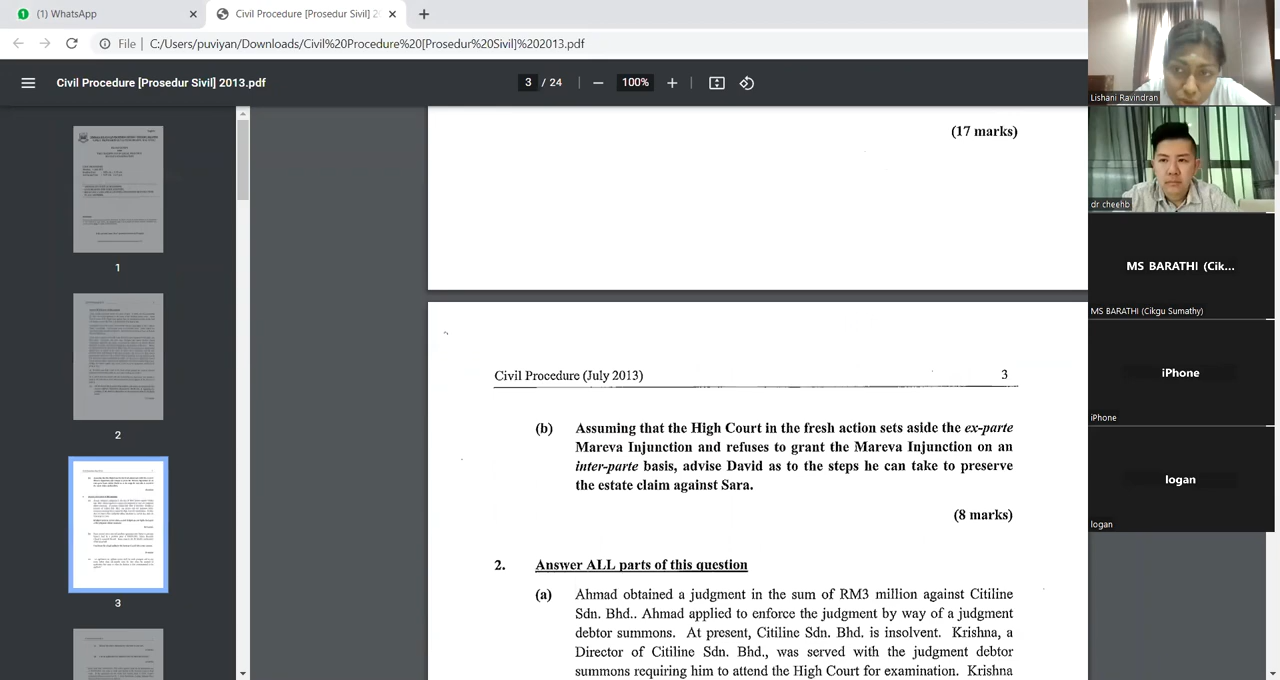 (1) WhatsApp
Civil Procedure [Prosedur Sivil] 2
File
C:/Users/puviyan/Downloads/Civil%20Procedure%20[Prosedur%20Sivil]%202013.pdf
Civil Procedure [Prosedur Sivil] 2013.pdf
3 / 24
100%
1
2
3
(17 marks)
Civil Procedure (July 2013) 3
(b) Assuming that the High Court in the fresh action sets aside the ex-parte
Mareva Injunction and refuses to grant the Mareva Injunction on an
inter-parte basis, advise David as to the steps he can take to preserve
the estate claim against Sara.
(8 marks)
2. Answer ALL parts of this question
(a) Ahmad obtained a judgment in the sum of RM3 million against Citiline
Sdn. Bhd.. Ahmad applied to enforce the judgment by way of a judgment
debtor summons. At present, Citiline Sdn. Bhd. is insolvent. Krishna, a
Director of Citiline Sdn. Bhd., was served with the judgment debtor
summons requiring him to attend the High Court for examination. Krishna
Lishani Ravindran
dr cheehb
MS BARATHI (Cik...
MS BARATHI (Cikgu Sumathy)
iPhone
iPhone
logan
logan